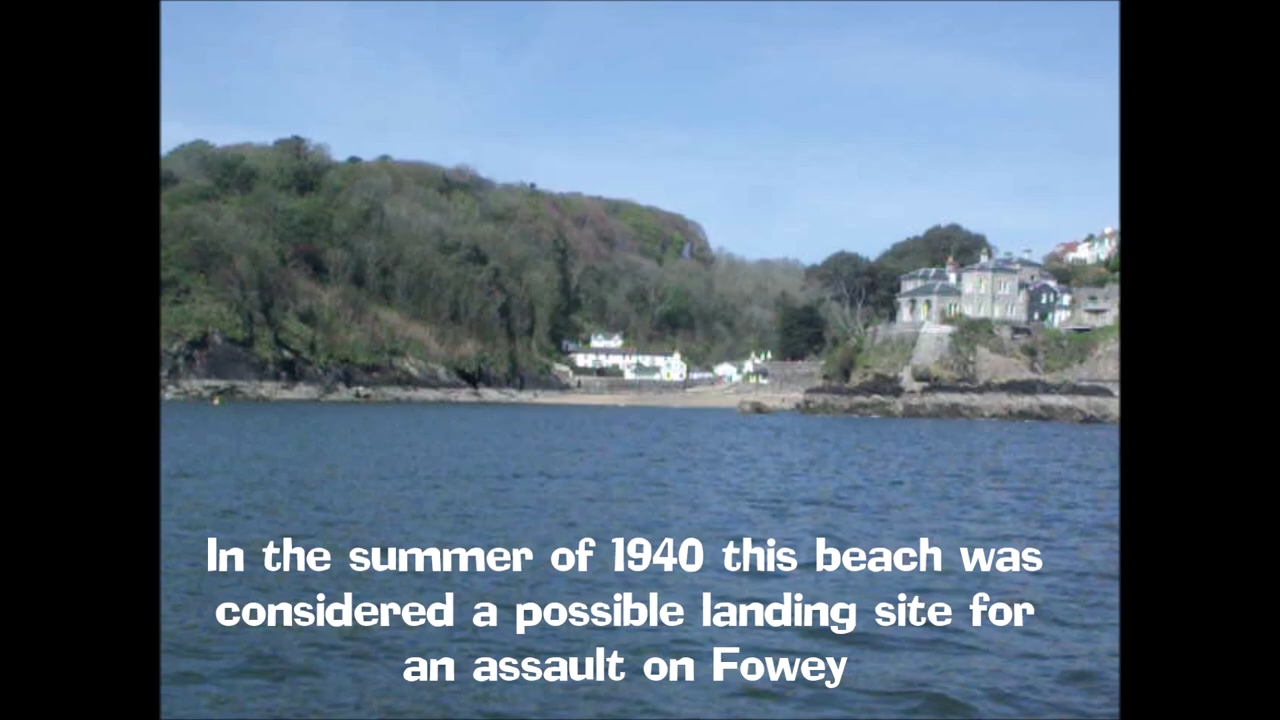 In the summer of 1940 this beach was
considered a possible landing site for
an assault on Fowey